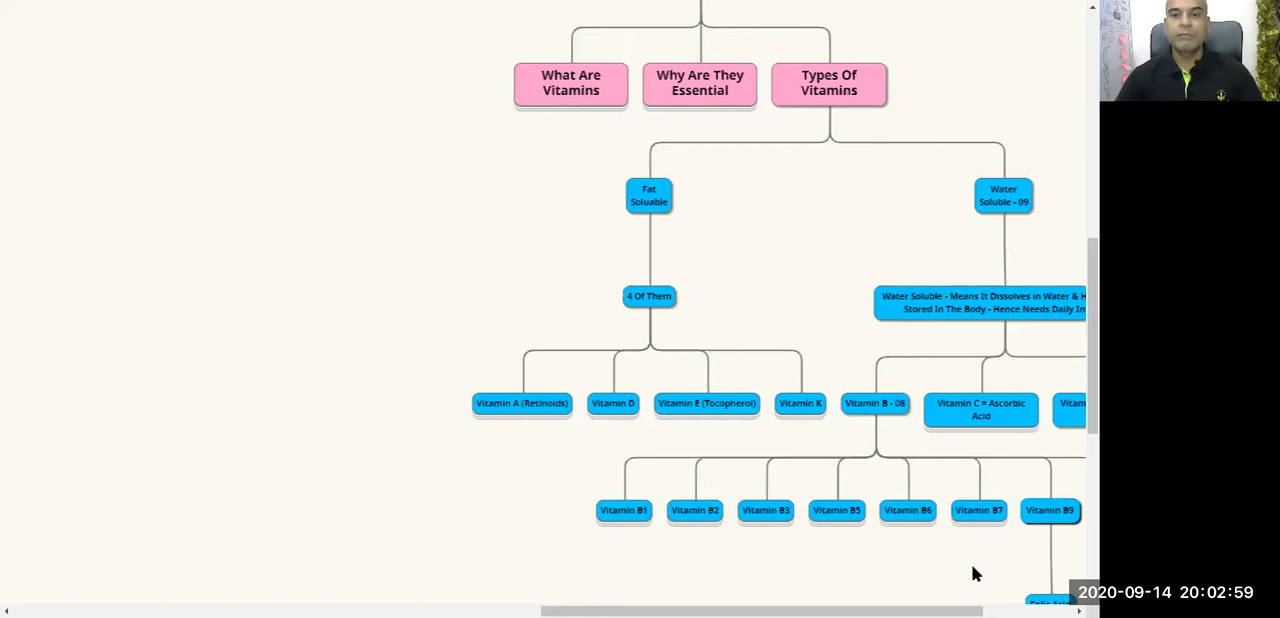 What Are
Vitamins
Why Are They
Essential
Types Of
Vitamins
Fat
Soluable
Water
Soluble - 09
4 Of Them
Water Soluble - Means It Dissolves in Water &
Stored In The Body - Hence Needs Daily
Vitamin A (Retinoids)
Vitamin D
Vitamin E (Tocopherol)
Vitamin K
Vitamin B - 08
Vitamin C = Ascorbic
Acid
Vitamin B1
Vitamin B2
Vitamin B3
Vitamin B5
Vitamin B6
Vitamin B7
Vitamin B9
2020-09-14 20:02:59